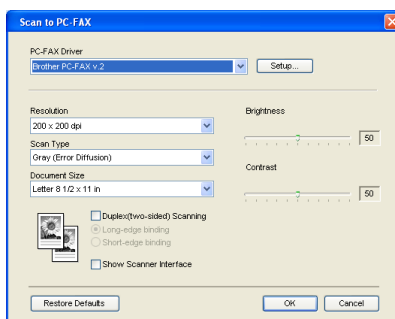 Scan to PC-FAX
PC-FAX Driver
Brother PC-FAX v.2
Setup...
Resolution
Brightness
200 x 200 dpi
50
Scan Type
Gray (Error Diffusion)
Contrast
Document Size
Letter 8 1/2 x 11 in
50
Duplex(two-sided) Scanning
Long-edge binding
Short-edge binding
Show Scanner Interface
Restore Defaults
OK
Cancel